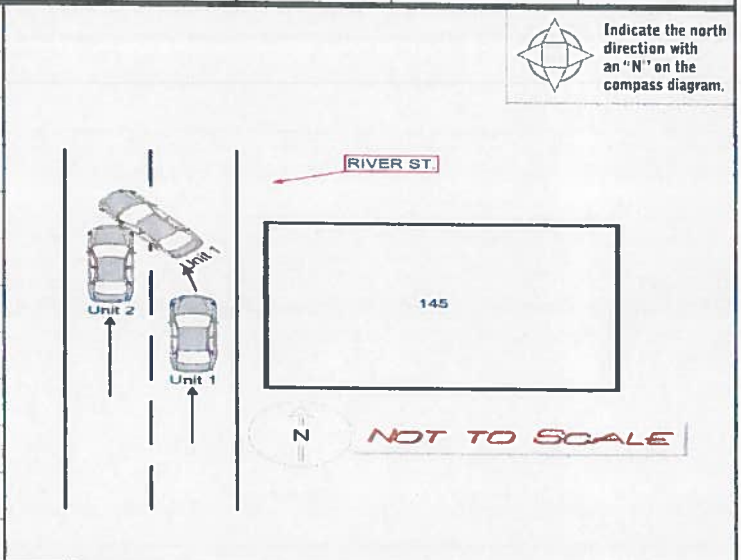 Indicate the north
direction with
an "N" on the
compass diagram.
RIVER ST.
Unit 1
145
Unit 2
Unit 1
N
NOT TO SCALE